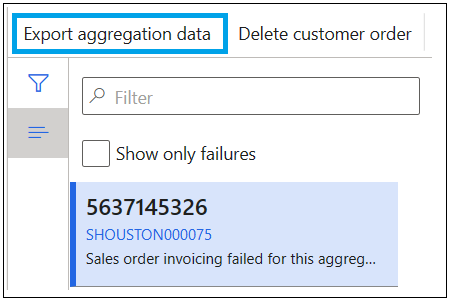 Export aggregation data Delete customer order
Filter
Show only failures
5637145326
SHOUSTON000075
Sales order invoicing failed for this aggreg...